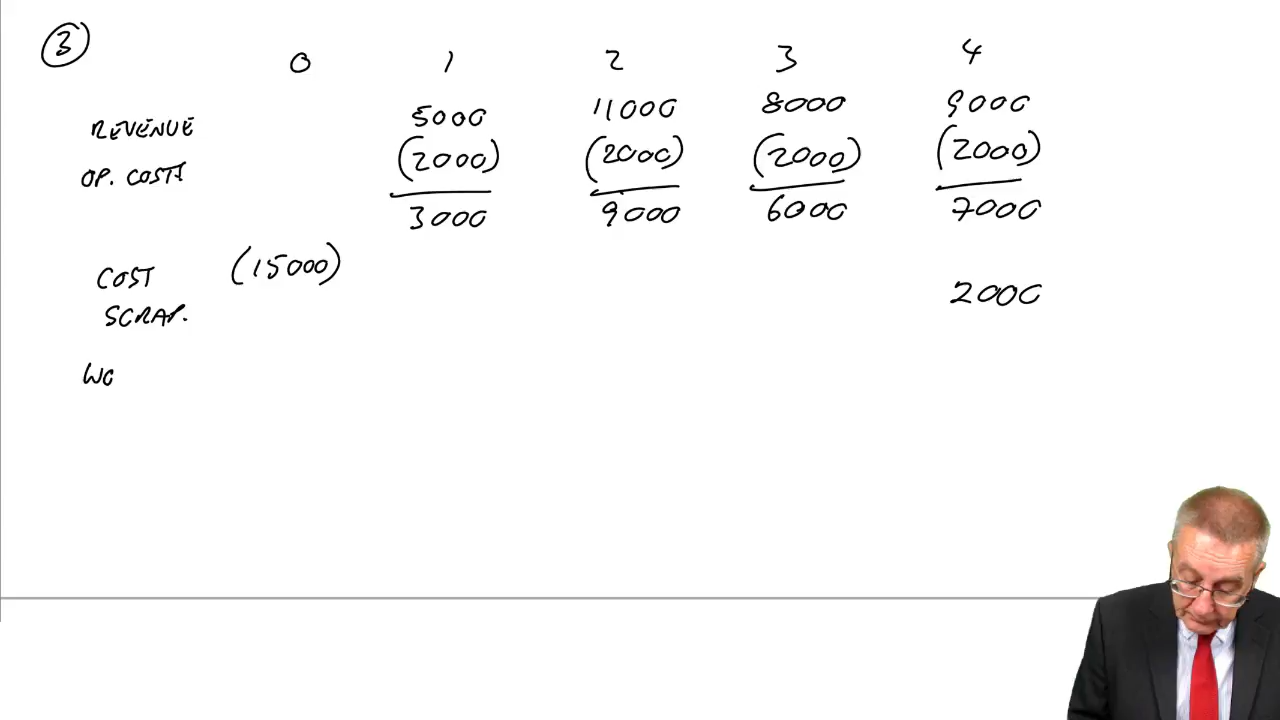 3
0 1 2 3 4
REVENUE 5000 11000 8000 9000
OP. COSTS (2000) (2000) (2000) (2000)
3000 9000 6000 7000
COST (15000)
SCRAP. 2000
WC